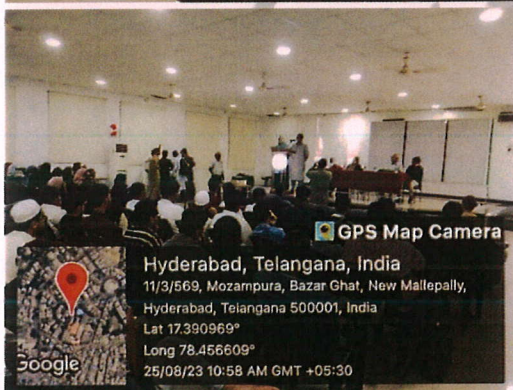 GPS Map Camera
Hyderabad, Telangana, India
11/3/569, Mozampura, Bazar Ghat, New Mallepally,
Hyderabad, Telangana 500001, India
Lat 17.390969°
Long 78.456609°
25/08/23 10:58 AM GMT +05:30
Google